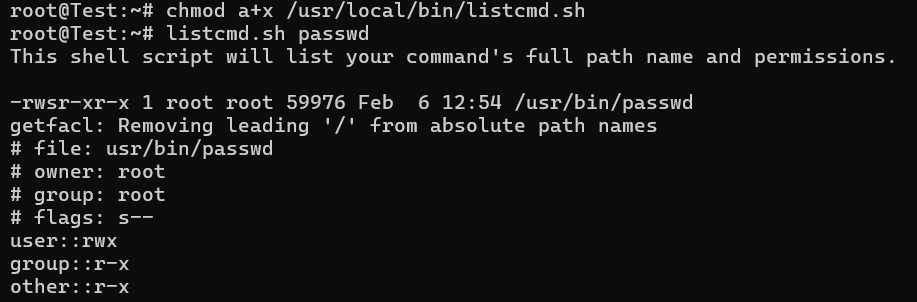 root@Test:~# chmod a+x /usr/local/bin/listcmd.sh
root@Test:~# listcmd.sh passwd
This shell script will list your command's full path name and permissions.

-rwsr-xr-x 1 root root 59976 Feb  6 12:54 /usr/bin/passwd
getfacl: Removing leading '/' from absolute path names
# file: usr/bin/passwd
# owner: root
# group: root
# flags: s--
user::rwx
group::r-x
other::r-x